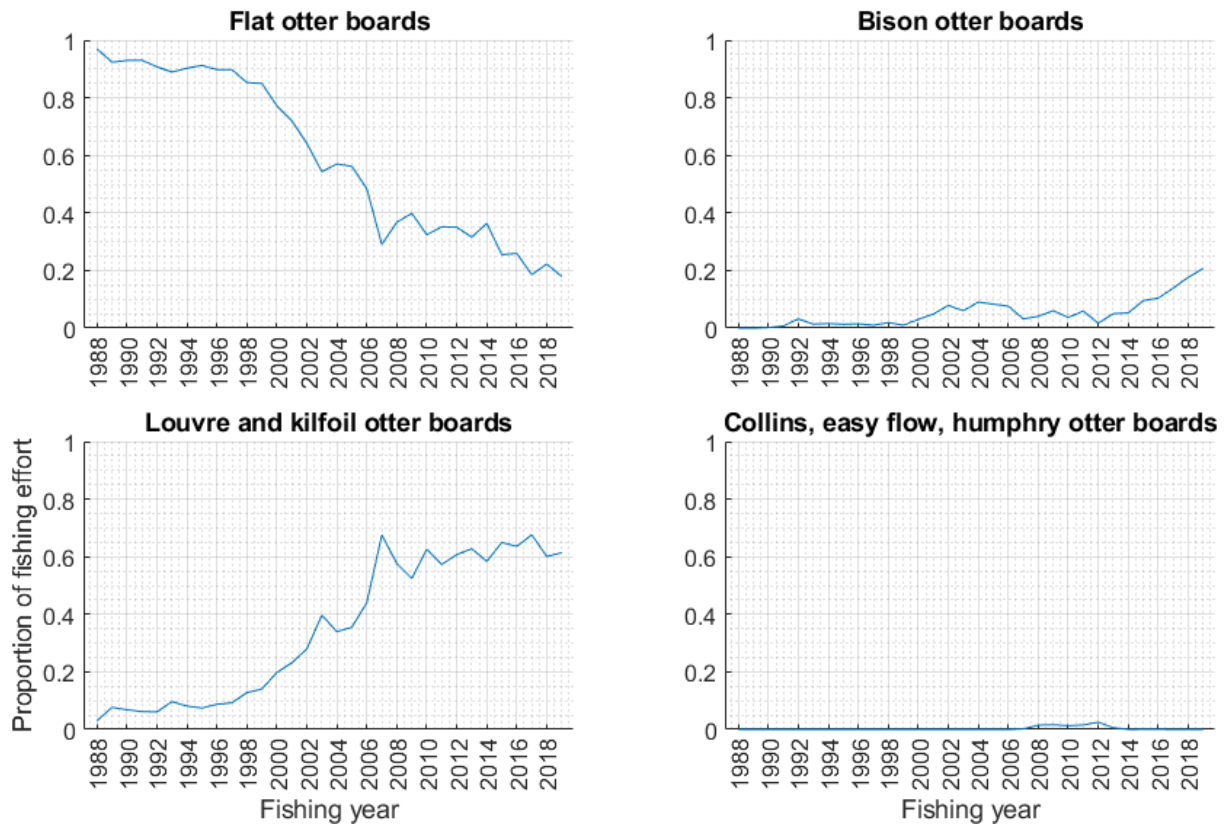 Flat otter boards
1
0.8
0.6
0.4
0.2
0
1988 1990 1992 1994 1996 1998 2000 2002 2004 2006 2008 2010 2012 2014 2016 2018
Bison otter boards
1
0.8
0.6
0.4
0.2
0
1988 1990 1992 1994 1996 1998 2000 2002 2004 2006 2008 2010 2012 2014 2016 2018
Louvre and kilfoil otter boards
Proportion of fishing effort
1
0.8
0.6
0.4
0.2
0
1988 1990 1992 1994 1996 1998 2000 2002 2004 2006 2008 2010 2012 2014 2016 2018
Fishing year
Collins, easy flow, humphry otter boards
1
0.8
0.6
0.4
0.2
0
1988 1990 1992 1994 1996 1998 2000 2002 2004 2006 2008 2010 2012 2014 2016 2018
Fishing year